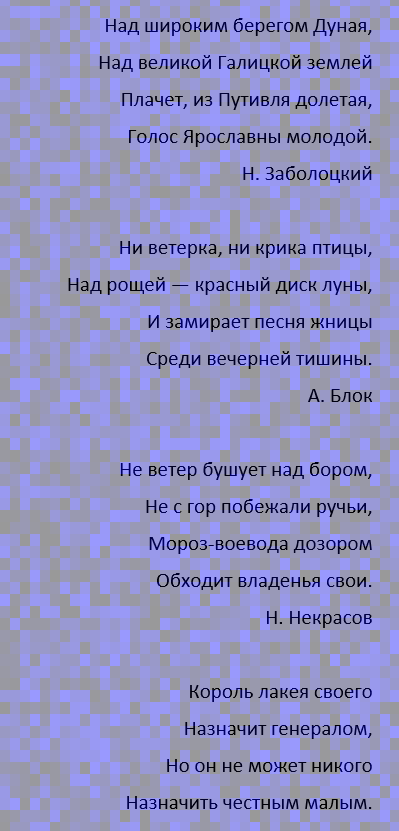 Над широким берегом Дуная,
Над великой Галицкой землей
Плачет, из Путивля долетая,
Голос Ярославны молодой.
Н. Заболоцкий
Ни ветерка, ни крика птицы,
Над рощей — красный диск луны,
И замирает песня жницы
Среди вечерней тишины.
А. Блок
Не ветер бушует над бором,
Не с гор побежали ручьи,
Мороз-воевода дозором
Обходит владенья свои.
Н. Некрасов
Король лакея своего
Назначит генералом,
Но он не может никого
Назначить честным малым.